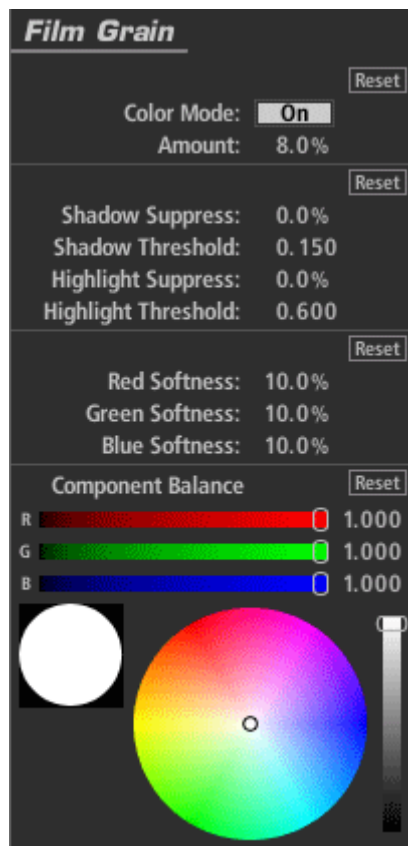 Film Grain
Reset
Color Mode: On
Amount: 8.0%
Reset
Shadow Suppress: 0.0%
Shadow Threshold: 0.150
Highlight Suppress: 0.0%
Highlight Threshold: 0.600
Reset
Red Softness: 10.0%
Green Softness: 10.0%
Blue Softness: 10.0%
Component Balance Reset
R 1.000
G 1.000
B 1.000